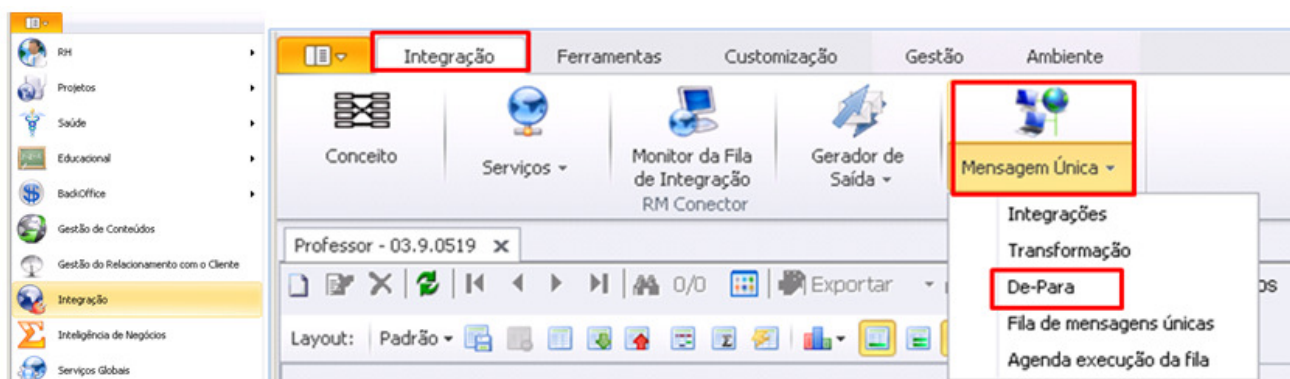 RH
Projetos
Saúde
Educacional
BackOffice
Gestão de Conteúdos
Gestão do Relacionamento com o Cliente
Integração
Inteligência de Negócios
Serviços Globais
Integração Ferramentas Customização Gestão Ambiente
Conceito
Serviços
Monitor da Fila
de Integração
RM Conector
Gerador de
Saída
Mensagem Única
Integrações
Transformação
De-Para
Fila de mensagens únicas
Agenda execução da fila
Professor - 03.9.0519
0/0 Exportar os
Layout: Padrão